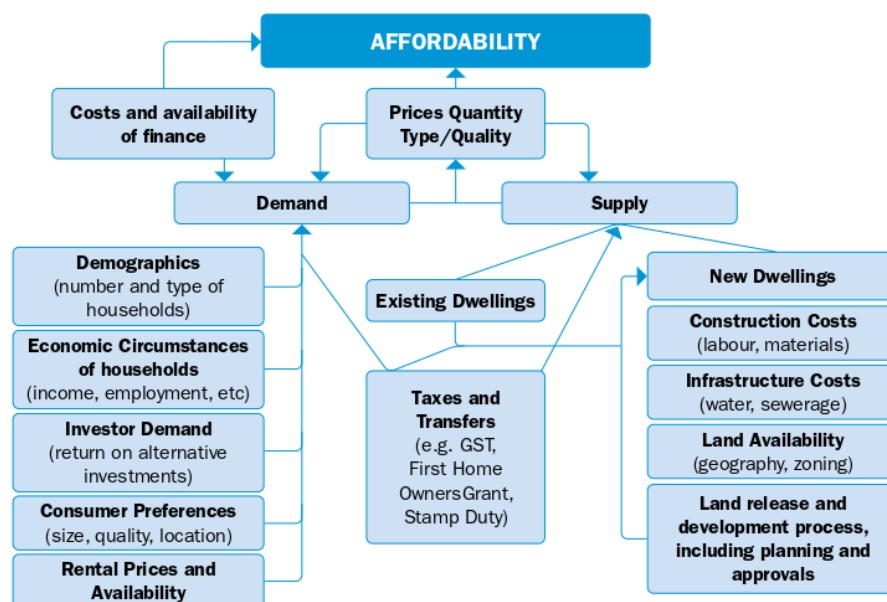 AFFORDABILITY
Costs and availability
of finance
Prices Quantity
Type/Quality
Demand
Supply
Demographics
(number and type of
households)
Economic Circumstances
of households
(income, employment, etc)
Investor Demand
(return on alternative
investments)
Consumer Preferences
(size, quality, location)
Rental Prices and
Availability
Existing Dwellings
Taxes and
Transfers
(e.g. GST,
First Home
OwnersGrant,
Stamp Duty)
New Dwellings
Construction Costs
(labour, materials)
Infrastructure Costs
(water, sewerage)
Land Availability
(geography, zoning)
Land release and
development process,
including planning and
approvals